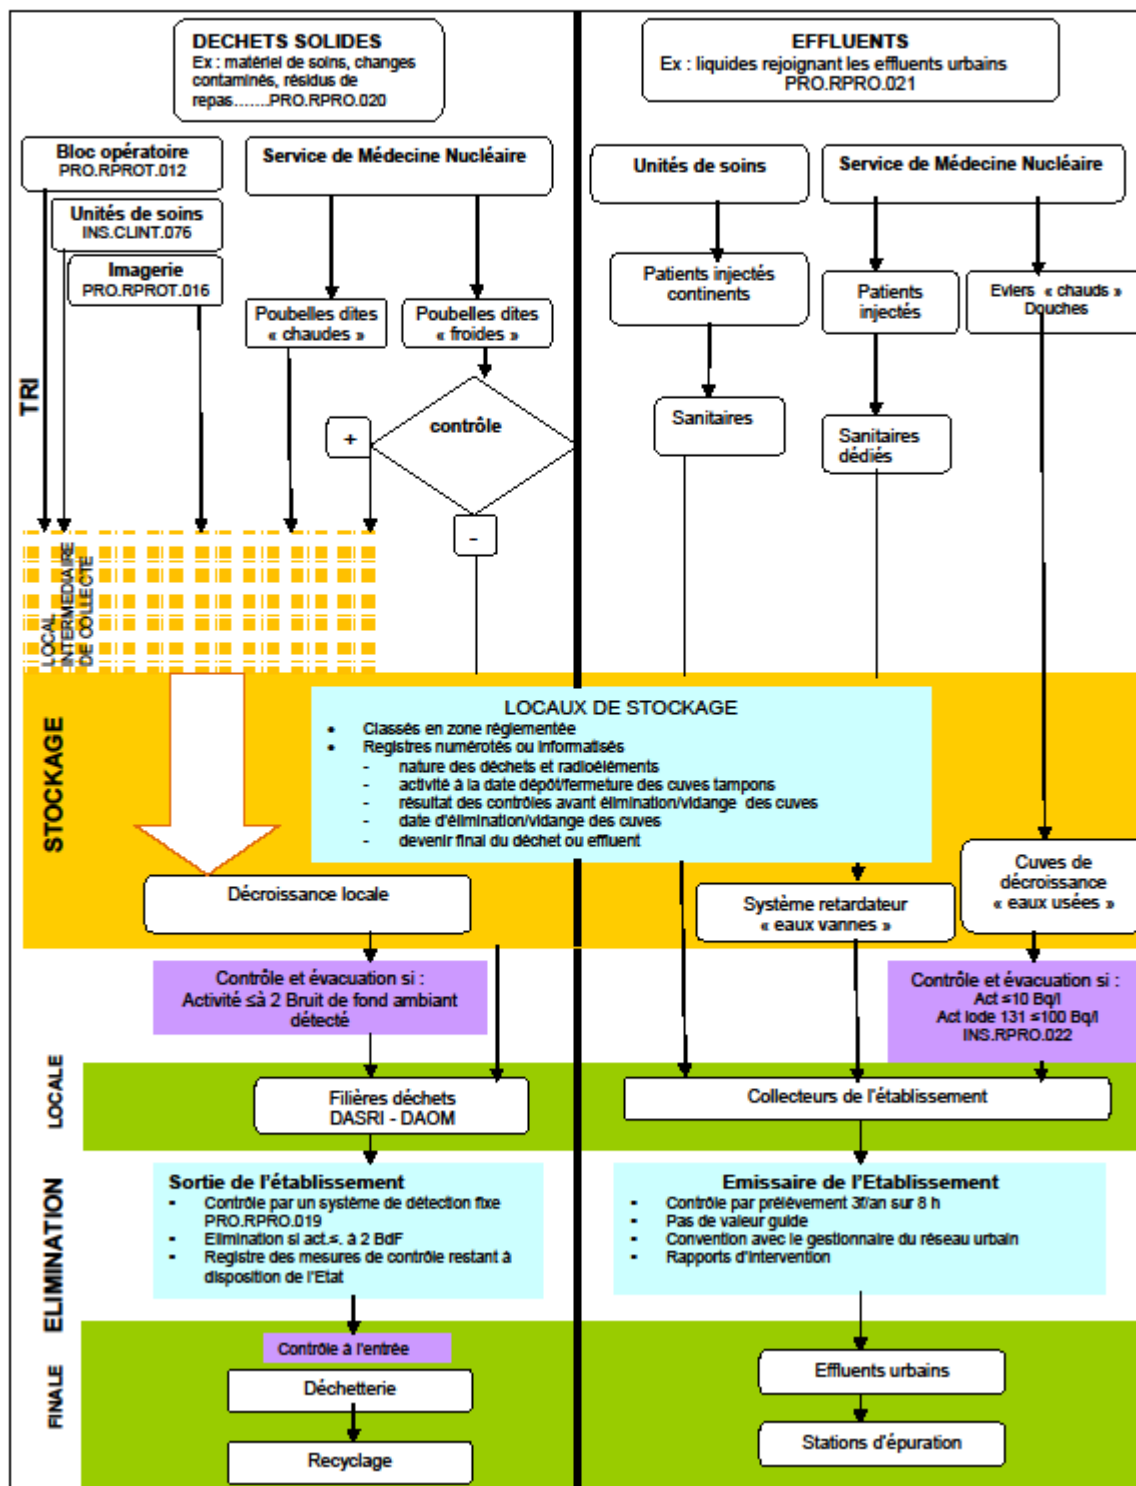 DECHETS SOLIDES
Ex : matériel de soins, changes
contaminés, résidus de
repas…….PRO.RPRO.020
EFFLUENTS
Ex : liquides rejoignant les effluents urbains
PRO.RPRO.021
Bloc opératoire
PRO.RPROT.012
Unités de soins
INS.CLINT.076
Imagerie
PRO.RPROT.016
Service de Médecine Nucléaire
Poubelles dites
« chaudes »
Poubelles dites
« froides »
contrôle
+
-
Unités de soins
Service de Médecine Nucléaire
Patients injectés
continents
Patients
injectés
Eviers « chauds »
Douches
Sanitaires
Sanitaires
dédiés
TRI
LOCAL
INTERMEDIAIRE
DE COLLECTE
STOCKAGE
LOCAUX DE STOCKAGE
• Classés en zone règlementée
• Registres numérotés ou informatisés
- nature des déchets et radioéléments
- activité à la date dépôt/fermeture des cuves tampons
- résultat des contrôles avant élimination/vidange des cuves
- date d'élimination/vidange des cuves
- devenir final du déchet ou effluent
Décroissance locale
Système retardateur
« eaux vannes »
Cuves de
décroissance
« eaux usées »
Contrôle et évacuation si :
Activité ≤à 2 Bruit de fond ambiant
détecté
Contrôle et évacuation si :
Act ≤10 Bq/l
Act Iode 131 ≤100 Bq/l
INS.RPRO.022
LOCALE
Filières déchets
DASRI - DAOM
Collecteurs de l'établissement
ELIMINATION
Sortie de l'établissement
- Contrôle par un système de détection fixe
PRO.RPRO.019
- Elimination si act.≤. à 2 BdF
- Registre des mesures de contrôle restant à
disposition de l'Etat
Emissaire de l'Etablissement
- Contrôle par prélèvement 3f/an sur 8 h
- Pas de valeur guide
- Convention avec le gestionnaire du réseau urbain
- Rapports d'intervention
FINALE
Contrôle à l'entrée
Déchetterie
Recyclage
Effluents urbains
Stations d'épuration